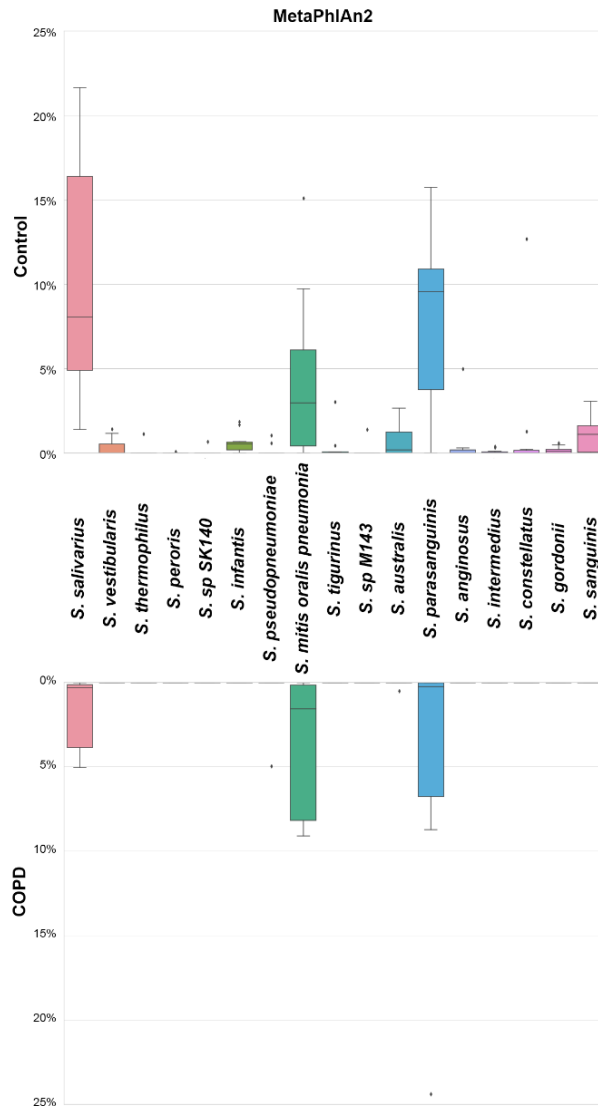 MetaPhlAn2
25%
20%
15%
10%
5%
0%
Control
S. salivarius
S. vestibularis
S. thermophilus
S. peroris
S. sp SK140
S. infantis
S. pseudopneumoniae
S. mitis oralis pneumonia
S. tigurinus
S. sp M143
S. australis
S. parasanguinis
S. anginosus
S. intermedius
S. constellatus
S. gordonii
S. sanguinis
0%
5%
10%
15%
20%
25%
COPD